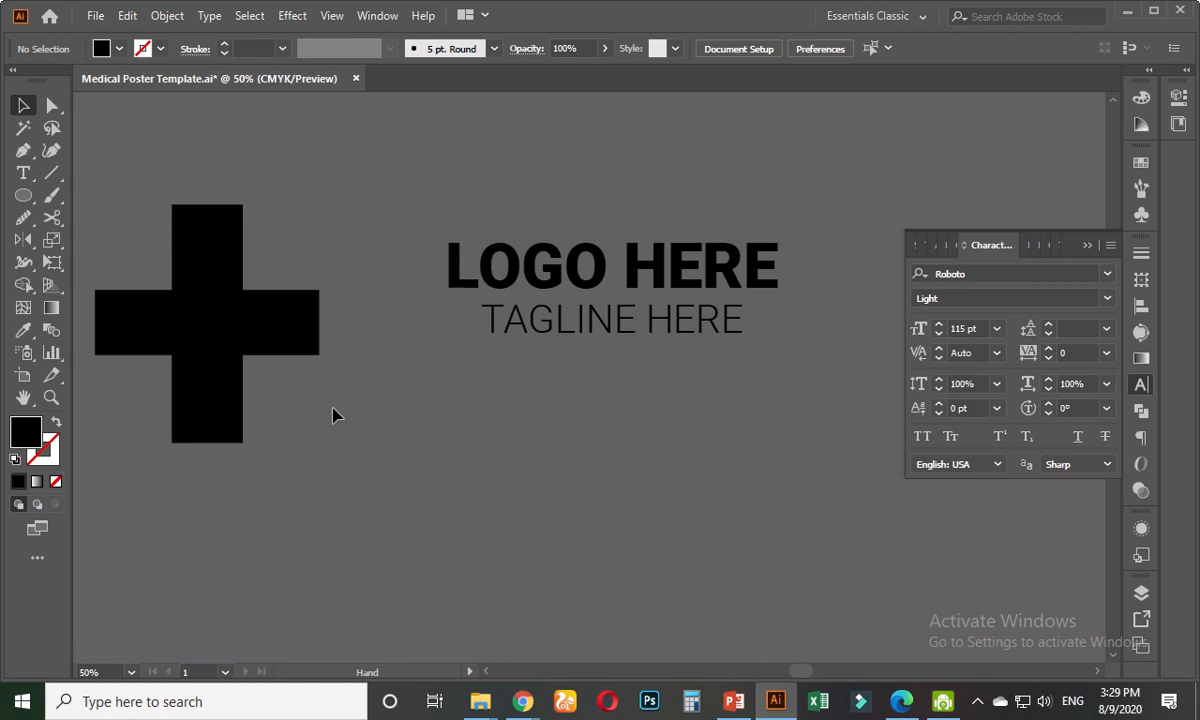 File Edit Object Type Select Effect View Window Help
Essentials Classic
Search Adobe Stock
No Selection
Stroke:
5 pt. Round
Opacity: 100%
Style:
Document Setup
Preferences
Medical Poster Template.ai* @ 50% (CMYK/Preview)
LOGO HERE
TAGLINE HERE
Charact...
Roboto
Light
115 pt
Auto
0
100%
100%
0 pt
0°
English: USA
Sharp
Activate Windows
Go to Settings to activate Windows.
50%
1
Hand
Type here to search
ENG
3:29 PM
8/9/2020